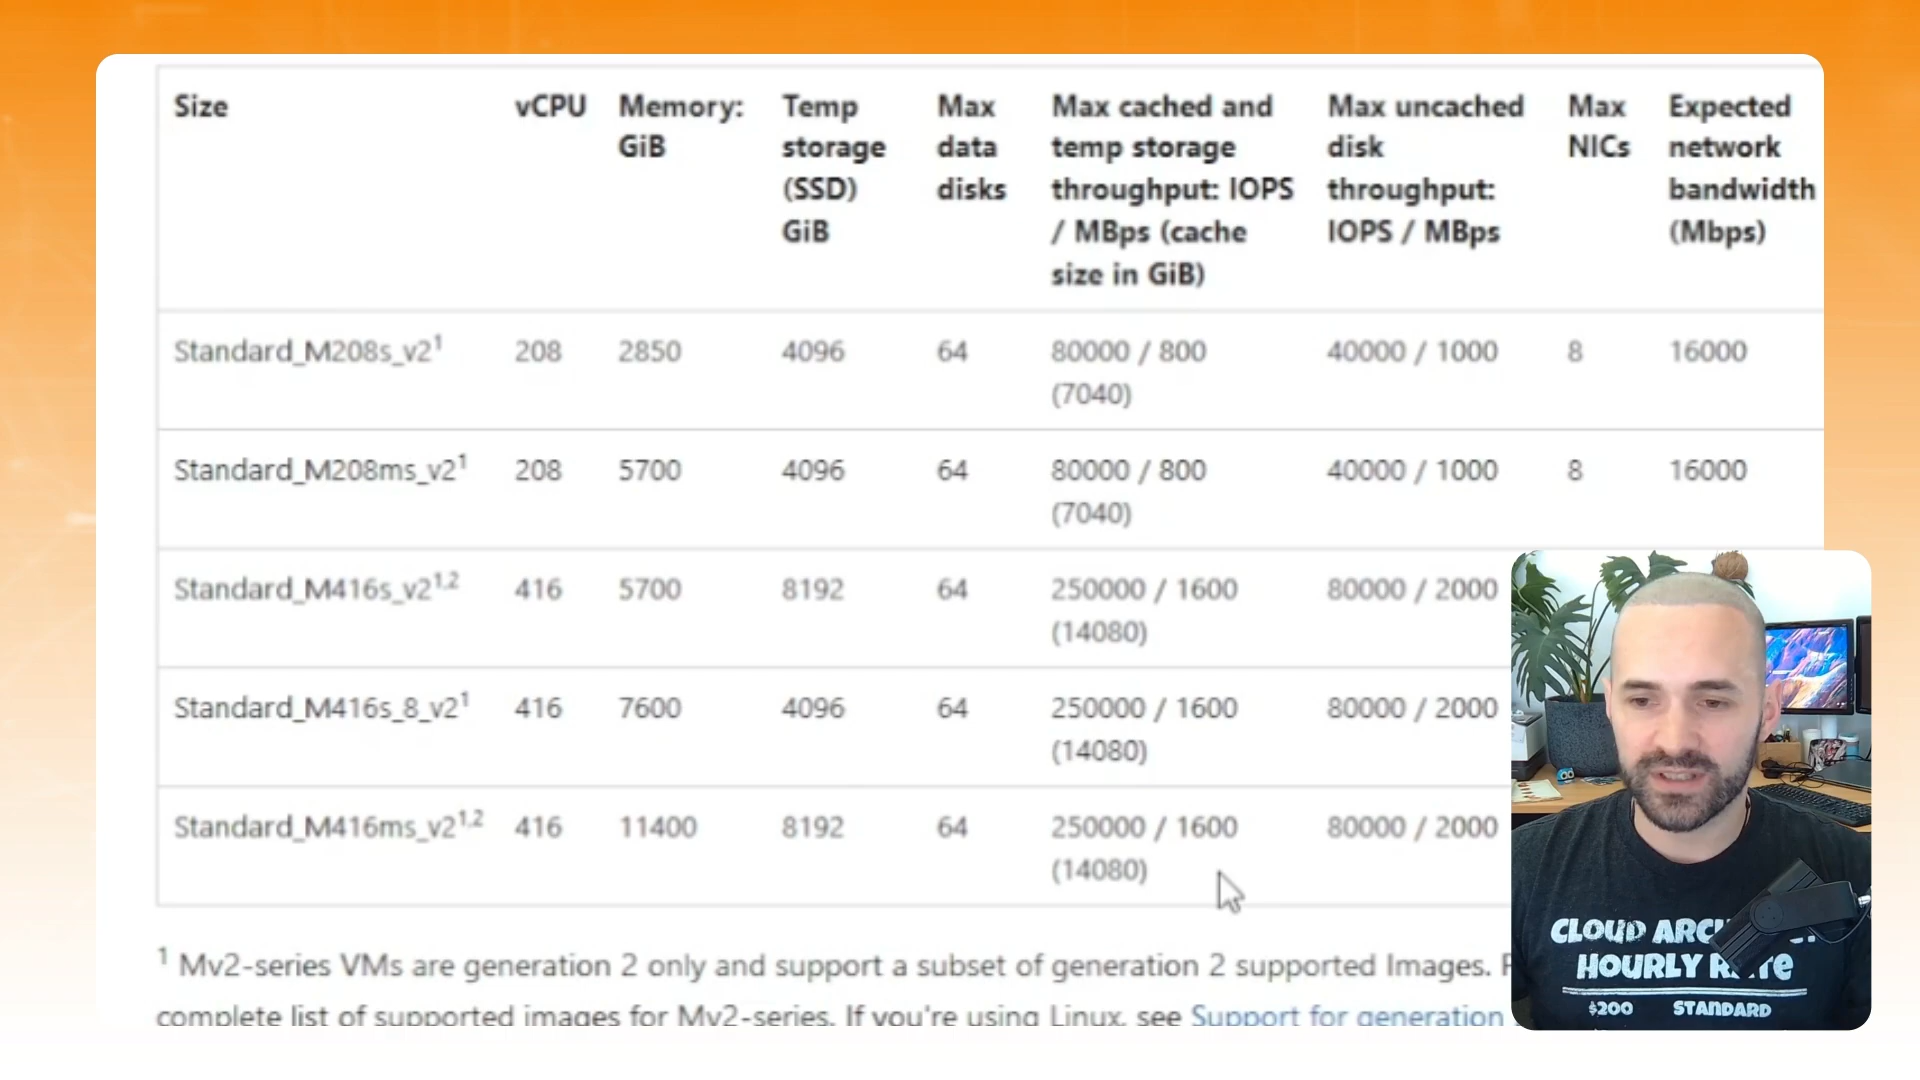 Size vCPU Memory: GiB Temp storage (SSD) GiB Max data disks Max cached and temp storage throughput: IOPS / MBps (cache size in GiB) Max uncached disk throughput: IOPS / MBps Max NICs Expected network bandwidth (Mbps)
Standard_M208s_v2¹ 208 2850 4096 64 80000 / 800 (7040) 40000 / 1000 8 16000
Standard_M208ms_v2¹ 208 5700 4096 64 80000 / 800 (7040) 40000 / 1000 8 16000
Standard_M416s_v2¹,² 416 5700 8192 64 250000 / 1600 (14080) 80000 / 2000
Standard_M416s_8_v2¹ 416 7600 4096 64 250000 / 1600 (14080) 80000 / 2000
Standard_M416ms_v2¹,² 416 11400 8192 64 250000 / 1600 (14080) 80000 / 2000
¹ Mv2-series VMs are generation 2 only and support a subset of generation 2 supported Images.
complete list of supported images for Mv2-series. If you're using Linux, see Support for generation
CLOUD
HOURLY
$200 STANDARD